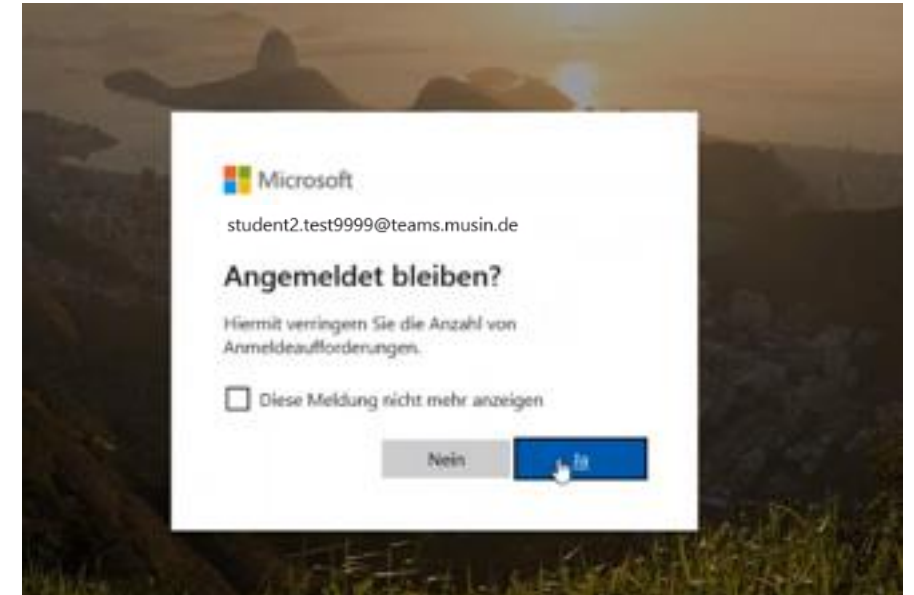 Microsoft
student2.test9999@teams.musin.de
Angemeldet bleiben?
Hiermit verringern Sie die Anzahl von
Anmeldeaufforderungen.
Diese Meldung nicht mehr anzeigen
Nein
Ja